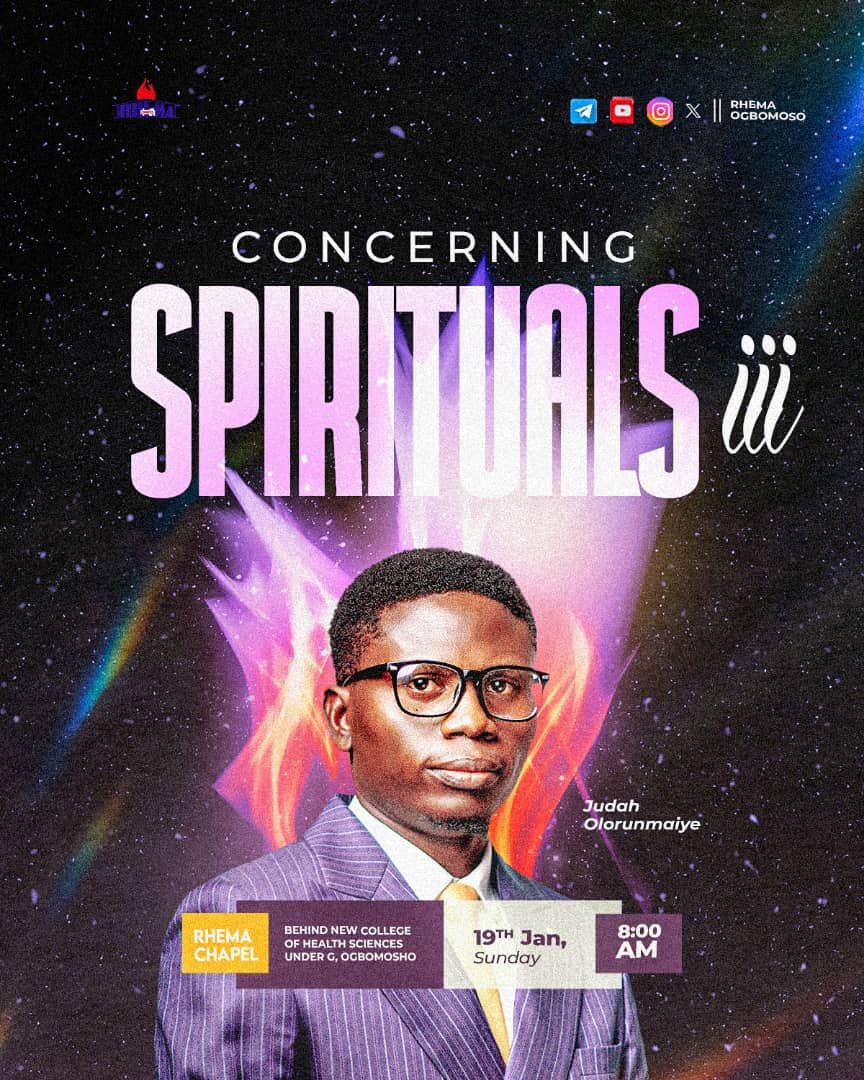 RHEMA
RHEMA
OGBOMOSO
CONCERNING
SPIRITUALS iii
Judah
Olorunmaiye
RHEMA
CHAPEL
BEHIND NEW COLLEGE
OF HEALTH SCIENCES
UNDER G, OGBOMOSHO
19TH Jan,
Sunday
8:00
AM